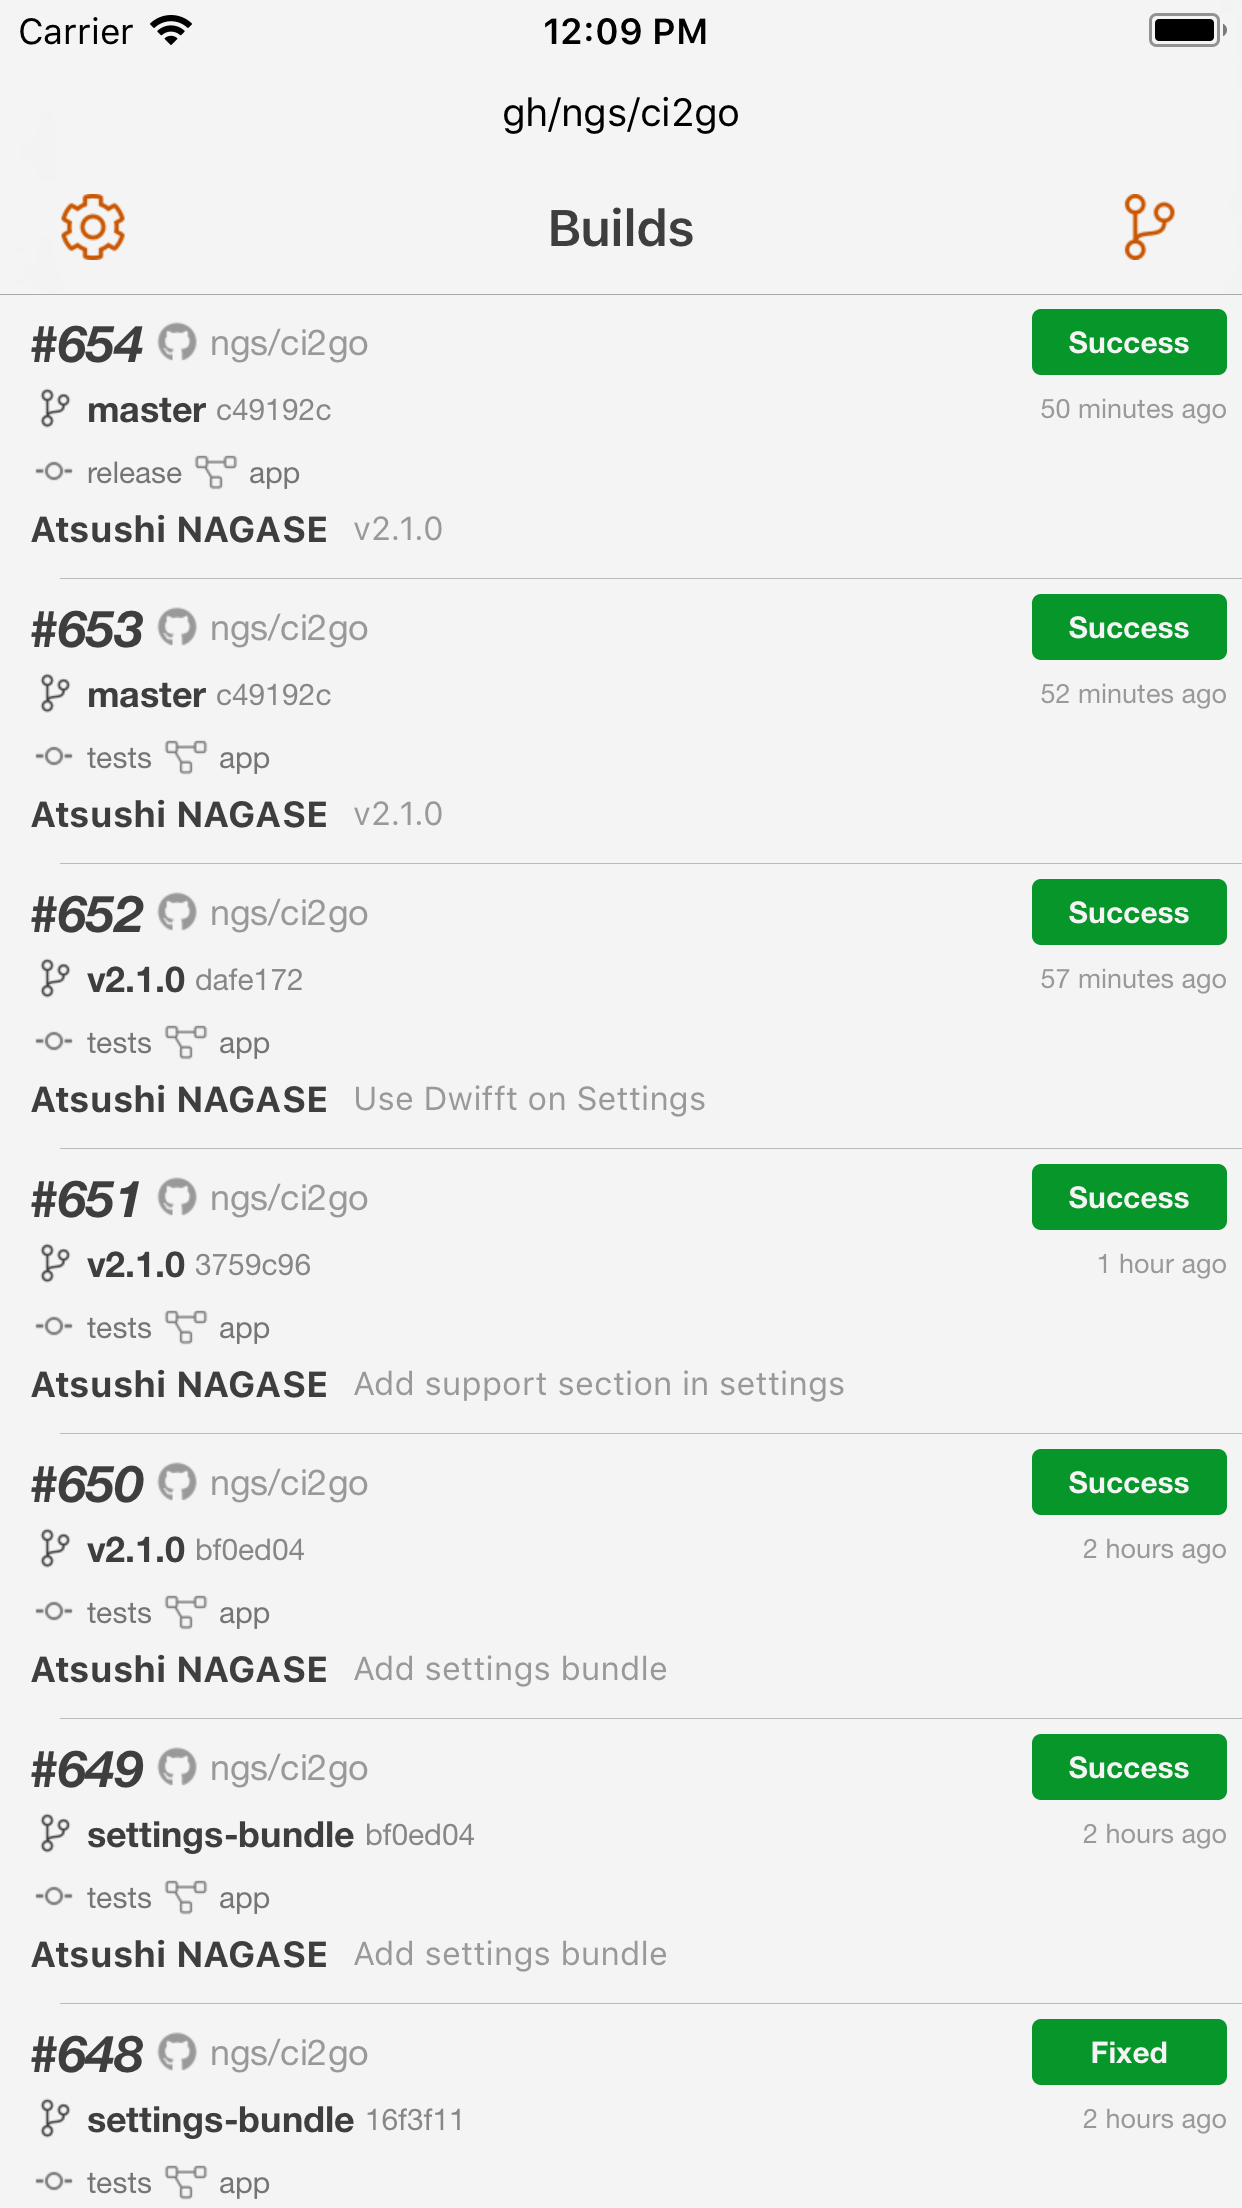 Carrier 12:09 PM
gh/ngs/ci2go
Builds
#654 ngs/ci2go Success
master c49192c 50 minutes ago
release app
Atsushi NAGASE v2.1.0
#653 ngs/ci2go Success
master c49192c 52 minutes ago
tests app
Atsushi NAGASE v2.1.0
#652 ngs/ci2go Success
v2.1.0 dafe172 57 minutes ago
tests app
Atsushi NAGASE Use Dwifft on Settings
#651 ngs/ci2go Success
v2.1.0 3759c96 1 hour ago
tests app
Atsushi NAGASE Add support section in settings
#650 ngs/ci2go Success
v2.1.0 bf0ed04 2 hours ago
tests app
Atsushi NAGASE Add settings bundle
#649 ngs/ci2go Success
settings-bundle bf0ed04 2 hours ago
tests app
Atsushi NAGASE Add settings bundle
#648 ngs/ci2go Fixed
settings-bundle 16f3f11 2 hours ago
tests app